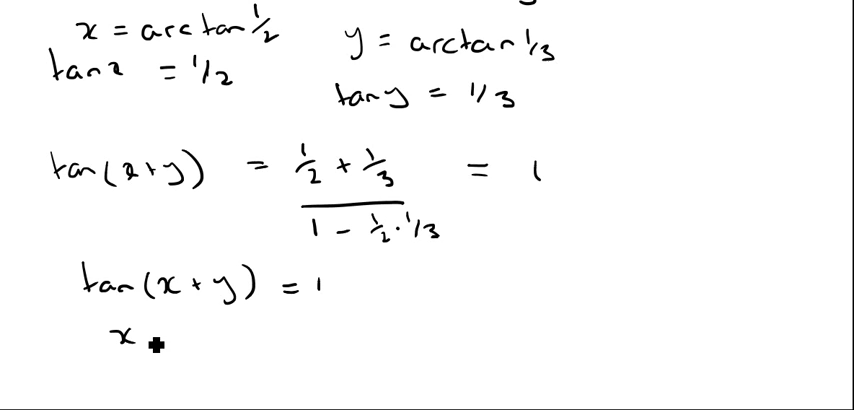 x = arctan 1/2
y = arctan 1/3
tan x = 1/2
tan y = 1/3
tan(x+y) = (1/2 + 1/3) / (1 - 1/2 · 1/3) = 1
tan(x+y) = 1
x